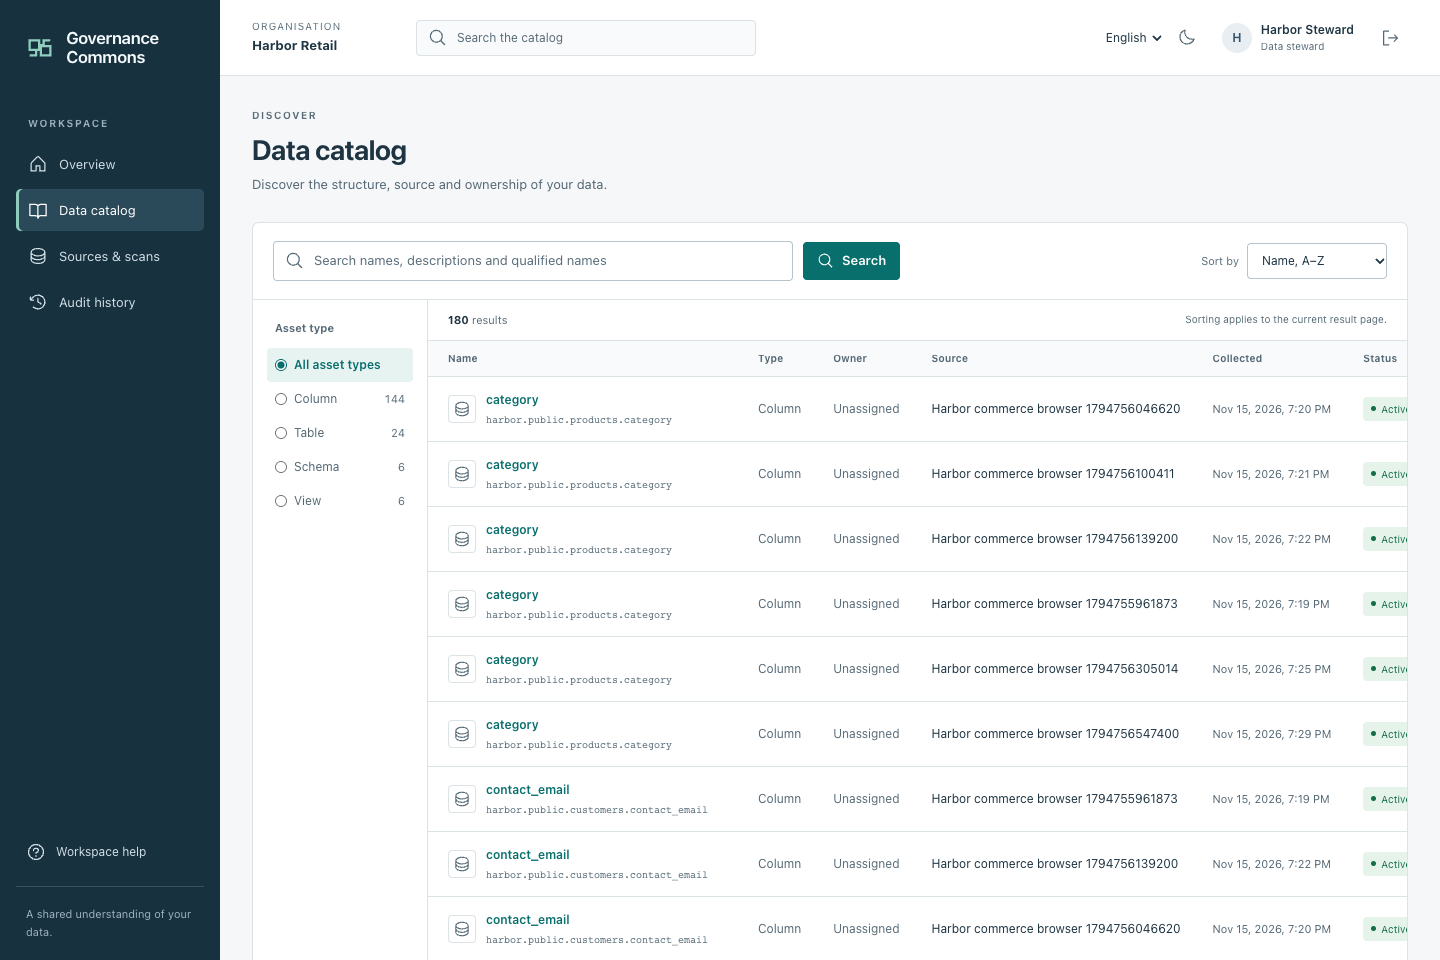 Governance
Commons
WORKSPACE
Overview
Data catalog
Sources & scans
Audit history
Workspace help
A shared understanding of your
data.
ORGANISATION
Harbor Retail
Search the catalog
English
H
Harbor Steward
Data steward
DISCOVER
Data catalog
Discover the structure, source and ownership of your data.
Search names, descriptions and qualified names
Search
Sort by
Name, A–Z
Asset type
All asset types
Column 144
Table 24
Schema 6
View 6
180 results
Sorting applies to the current result page.
Name Type Owner Source Collected Status
category
harbor.public.products.category
Column Unassigned Harbor commerce browser 1794756046620 Nov 15, 2026, 7:20 PM Active
category
harbor.public.products.category
Column Unassigned Harbor commerce browser 1794756100411 Nov 15, 2026, 7:21 PM Active
category
harbor.public.products.category
Column Unassigned Harbor commerce browser 1794756139200 Nov 15, 2026, 7:22 PM Active
category
harbor.public.products.category
Column Unassigned Harbor commerce browser 1794755961873 Nov 15, 2026, 7:19 PM Active
category
harbor.public.products.category
Column Unassigned Harbor commerce browser 1794756305014 Nov 15, 2026, 7:25 PM Active
category
harbor.public.products.category
Column Unassigned Harbor commerce browser 1794756547400 Nov 15, 2026, 7:29 PM Active
contact_email
harbor.public.customers.contact_email
Column Unassigned Harbor commerce browser 1794755961873 Nov 15, 2026, 7:19 PM Active
contact_email
harbor.public.customers.contact_email
Column Unassigned Harbor commerce browser 1794756139200 Nov 15, 2026, 7:22 PM Active
contact_email
harbor.public.customers.contact_email
Column Unassigned Harbor commerce browser 1794756046620 Nov 15, 2026, 7:20 PM Active